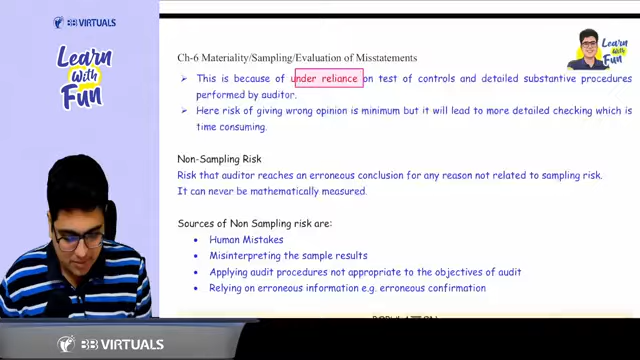 BB VIRTUALS
Learn
With
Fun
Learn
With
Fun
Ch-6 Materiality/Sampling/Evaluation of Misstatements
➢ This is because of under reliance on test of controls and detailed substantive procedures
performed by auditor.
➢ Here risk of giving wrong opinion is minimum but it will lead to more detailed checking which is
time consuming.
Non-Sampling Risk
Risk that auditor reaches an erroneous conclusion for any reason not related to sampling risk.
It can never be mathematically measured.
Sources of Non Sampling risk are:
• Human Mistakes
• Misinterpreting the sample results
• Applying audit procedures not appropriate to the objectives of audit
• Relying on erroneous information e.g. erroneous confirmation
BB VIRTUALS